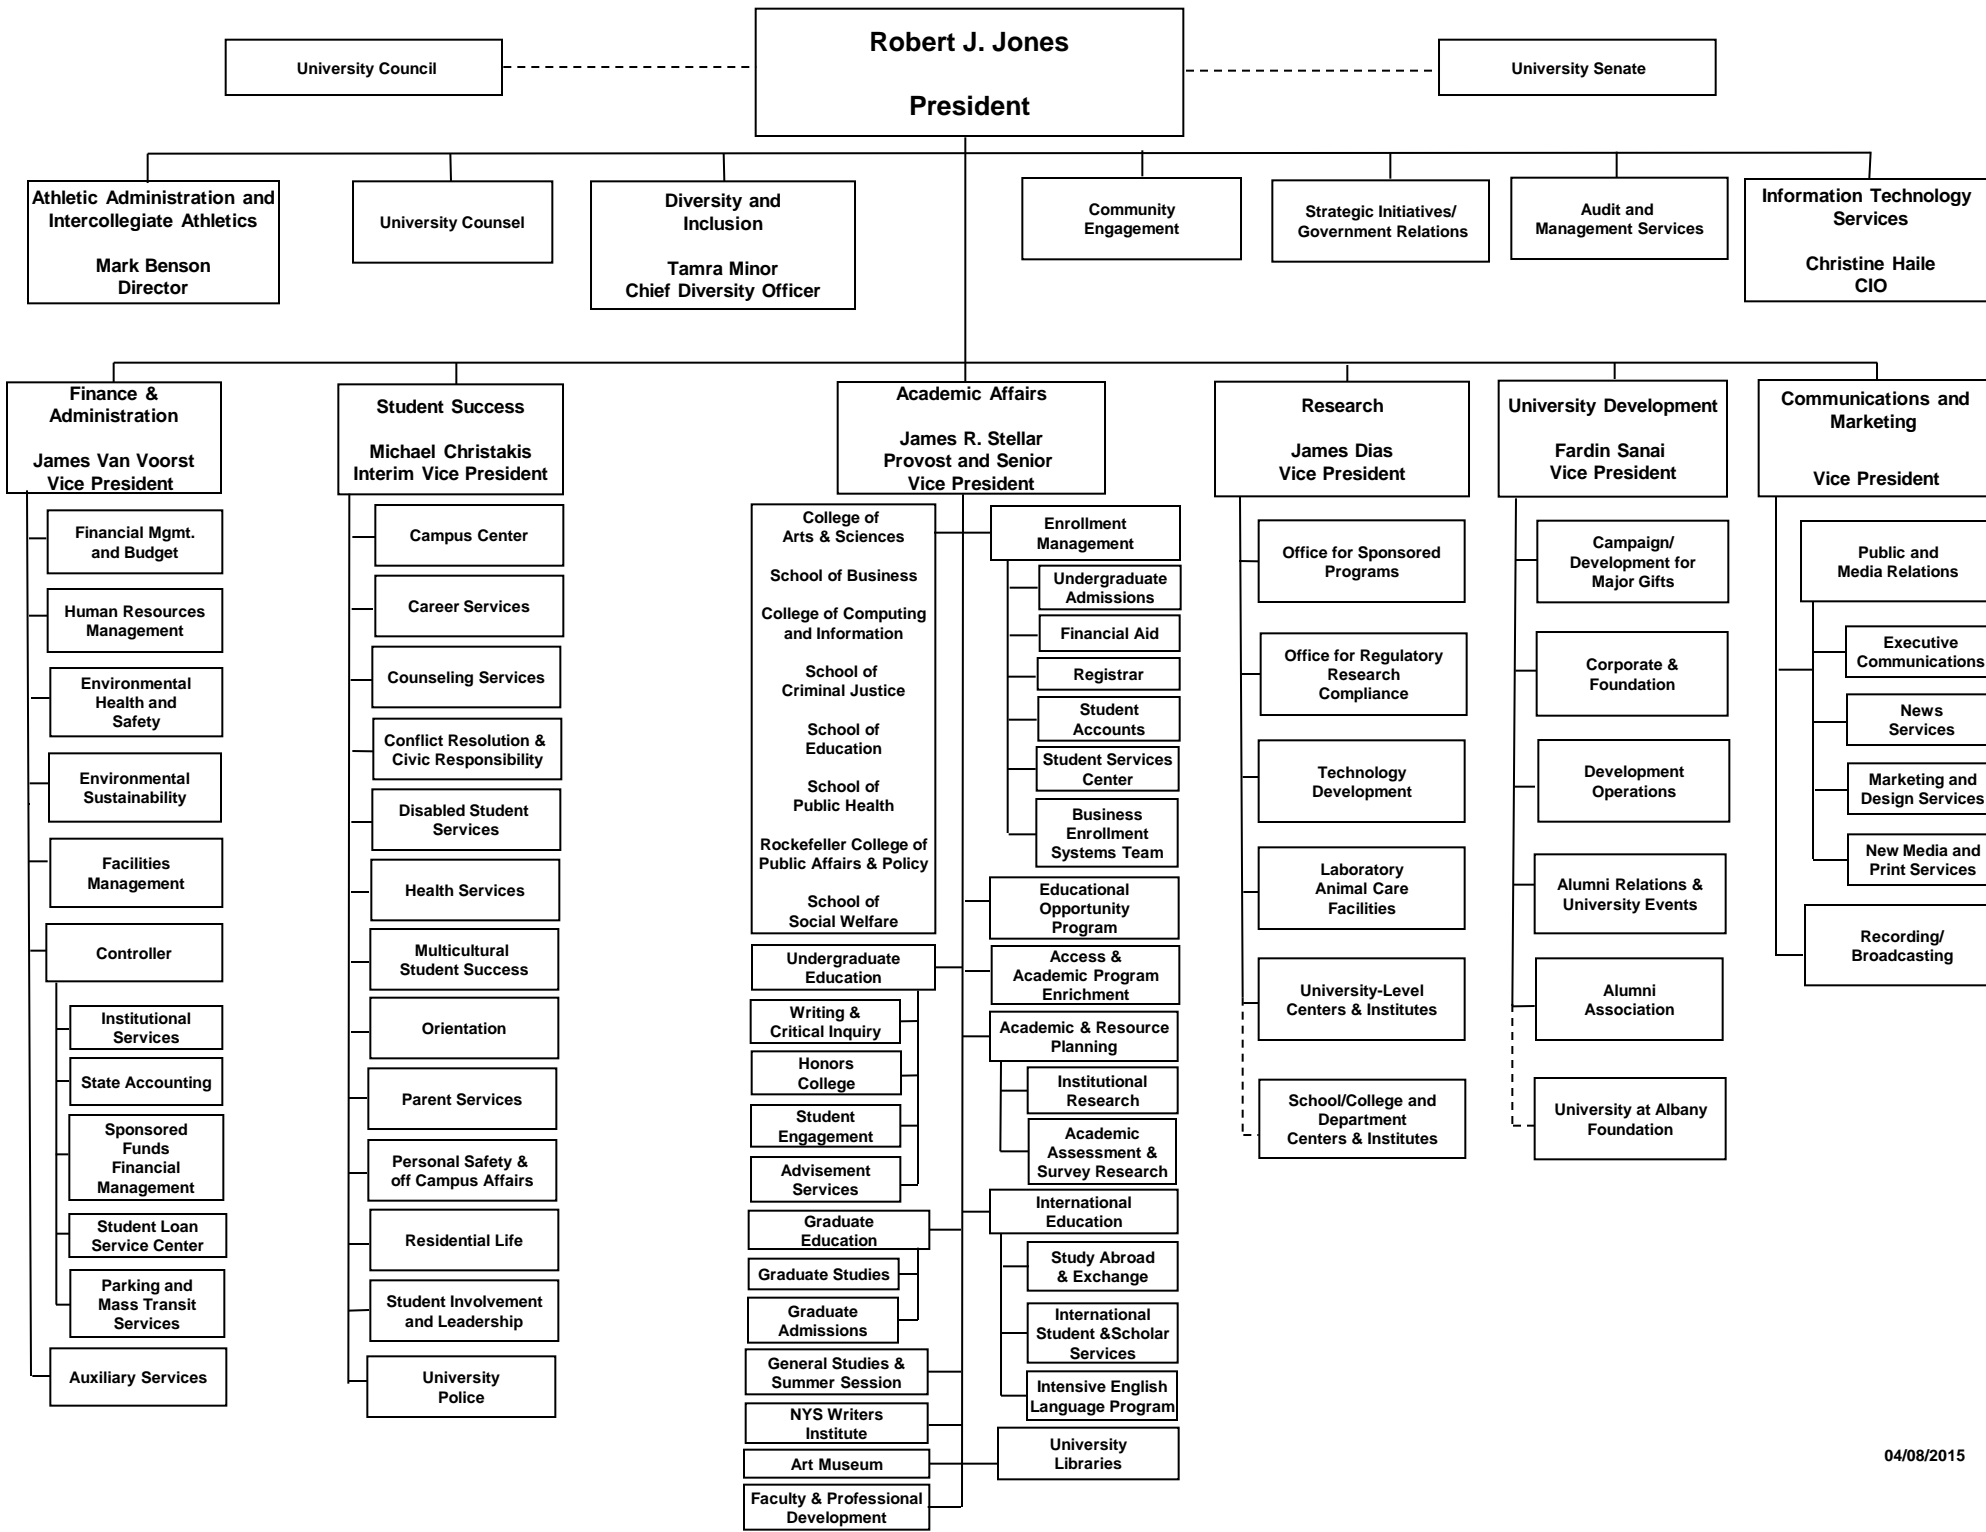 Robert J. Jones
President
University Council
University Senate
Athletic Administration and
Intercollegiate Athletics
Mark Benson
Director
University Counsel
Diversity and
Inclusion
Tamra Minor
Chief Diversity Officer
Community
Engagement
Strategic Initiatives/
Government Relations
Audit and
Management Services
Information Technology
Services
Christine Haile
CIO
Finance &
Administration
James Van Voorst
Vice President
Financial Mgmt.
and Budget
Human Resources
Management
Environmental
Health and
Safety
Environmental
Sustainability
Facilities
Management
Controller
Institutional
Services
State Accounting
Sponsored
Funds
Financial
Management
Student Loan
Service Center
Parking and
Mass Transit
Services
Auxiliary Services
Student Success
Michael Christakis
Interim Vice President
Campus Center
Career Services
Counseling Services
Conflict Resolution &
Civic Responsibility
Disabled Student
Services
Health Services
Multicultural
Student Success
Orientation
Parent Services
Personal Safety &
off Campus Affairs
Residential Life
Student Involvement
and Leadership
University
Police
Academic Affairs
James R. Stellar
Provost and Senior
Vice President
College of
Arts & Sciences
School of Business
College of Computing
and Information
School of
Criminal Justice
School of
Education
School of
Public Health
Rockefeller College of
Public Affairs & Policy
School of
Social Welfare
Undergraduate
Education
Writing &
Critical Inquiry
Honors
College
Student
Engagement
Advisement
Services
Graduate
Education
Graduate Studies
Graduate
Admissions
General Studies &
Summer Session
NYS Writers
Institute
Art Museum
Faculty & Professional
Development
Enrollment
Management
Undergraduate
Admissions
Financial Aid
Registrar
Student
Accounts
Student Services
Center
Business
Enrollment
Systems Team
Educational
Opportunity
Program
Access &
Academic Program
Enrichment
Academic & Resource
Planning
Institutional
Research
Academic
Assessment &
Survey Research
International
Education
Study Abroad
& Exchange
International
Student &Scholar
Services
Intensive English
Language Program
University
Libraries
Research
James Dias
Vice President
Office for Sponsored
Programs
Office for Regulatory
Research
Compliance
Technology
Development
Laboratory
Animal Care
Facilities
University-Level
Centers & Institutes
School/College and
Department
Centers & Institutes
University Development
Fardin Sanai
Vice President
Campaign/
Development for
Major Gifts
Corporate &
Foundation
Development
Operations
Alumni Relations &
University Events
Alumni
Association
University at Albany
Foundation
Communications and
Marketing
Vice President
Public and
Media Relations
Executive
Communications
News
Services
Marketing and
Design Services
New Media and
Print Services
Recording/
Broadcasting
04/08/2015